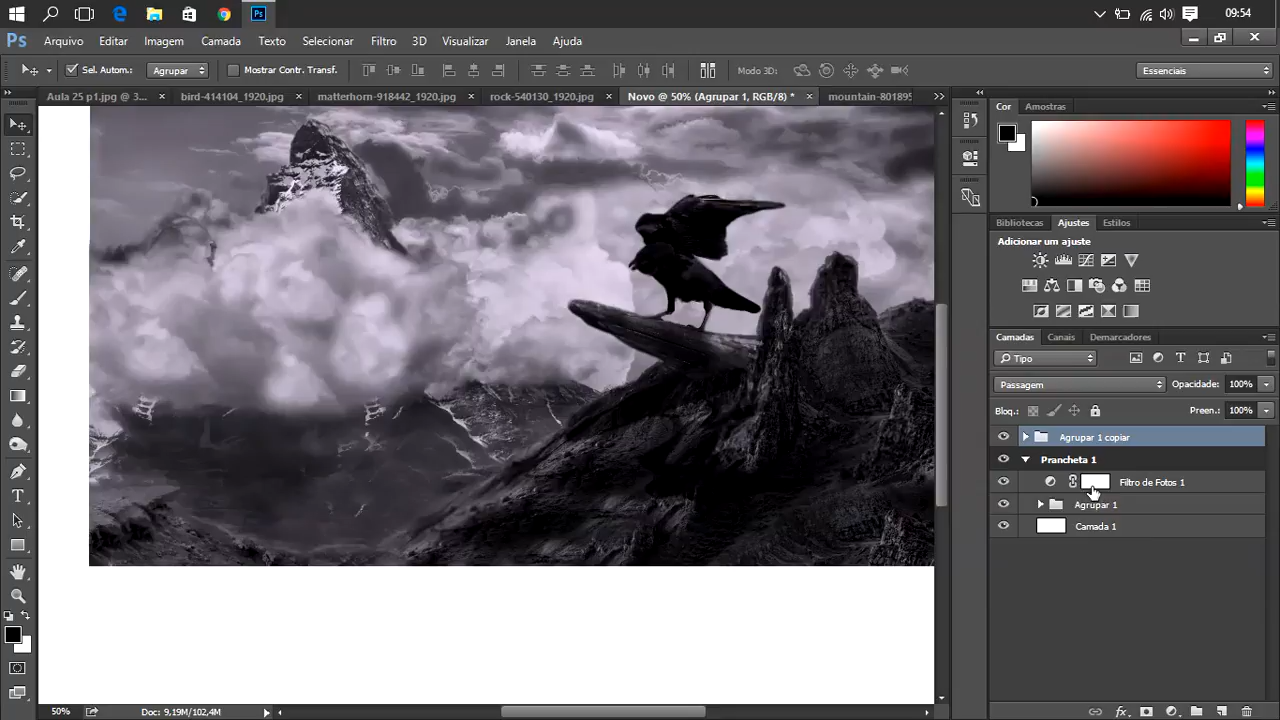 09:54
Ps
Arquivo Editar Imagem Camada Texto Selecionar Filtro 3D Visualizar Janela Ajuda
Sel. Autom.: Agrupar Mostrar Contr. Transf. Modo 3D: Essenciais
Aula 25 p1.jpg @ 3... × bird-414104_1920.jpg × matterhorn-918442_1920.jpg × rock-540130_1920.jpg × Novo @ 50% (Agrupar 1, RGB/8) * × mountain-801895
Cor Amostras
Bibliotecas Ajustes Estilos
Adicionar um ajuste
Camadas Canais Demarcadores
Tipo
Passagem Opacidade: 100%
Bloq.: Preen.: 100%
Agrupar 1 copiar
Prancheta 1
Filtro de Fotos 1
Agrupar 1
Camada 1
50% Doc: 9,19M/102,4M